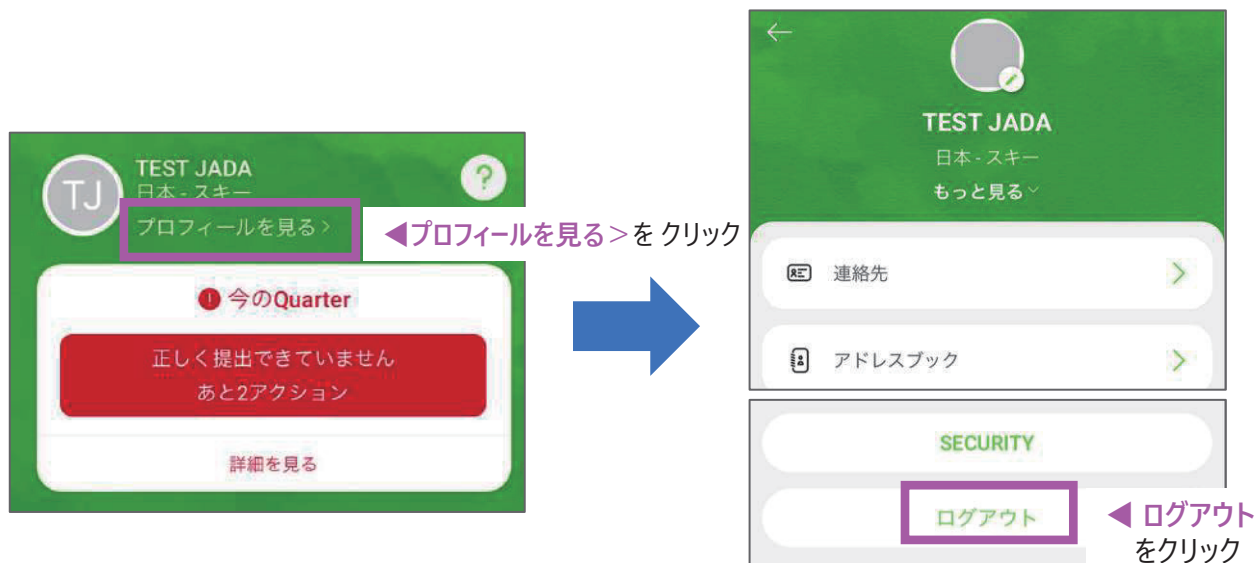 TJ
TEST JADA
日本 - スキー
プロフィールを見る >
?
◀プロフィールを見る>を クリック
! 今のQuarter
正しく提出できていません
あと2アクション
詳細を見る
←
TEST JADA
日本 - スキー
もっと見る
連絡先 >
アドレスブック >
SECURITY
ログアウト
◀ ログアウト
をクリック